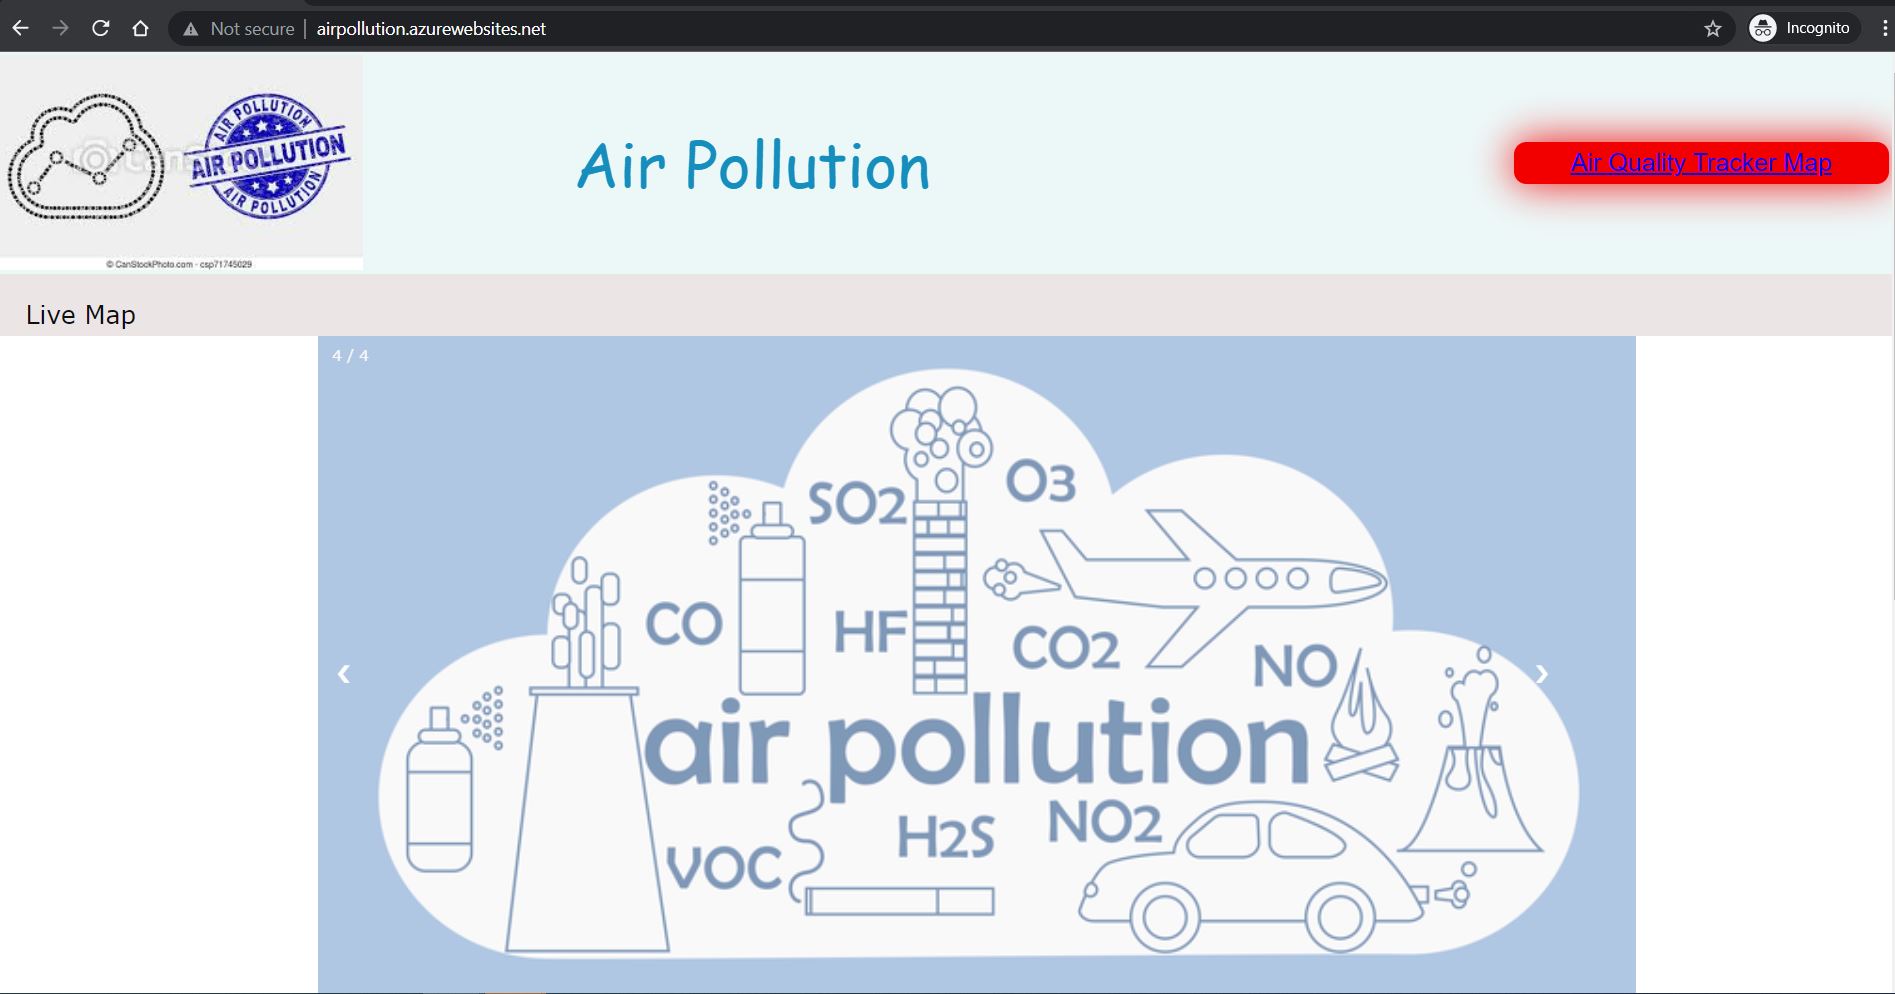 Not secure
airpollution.azurewebsites.net
Incognito
AIR POLLUTION
AIR POLLUTION
AIR POLLUTION
© CanStockPhoto.com - csp71745029
Air Pollution
Air Quality Tracker Map
Live Map
4 / 4
SO2
O3
CO
HF
CO2
NO
air pollution
VOC
H2S
NO2